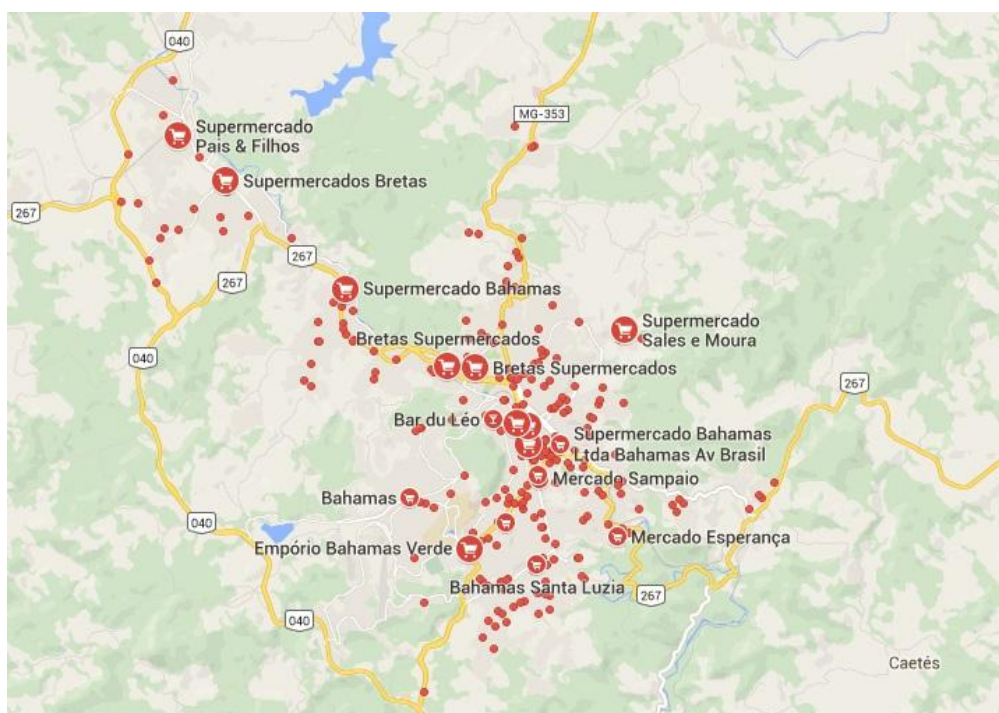 040
MG-353
Supermercado
Pais & Filhos
Supermercados Bretas
267
267
267
Supermercado Bahamas
Supermercado
Sales e Moura
Bretas Supermercados
Bretas Supermercados
040
267
Bar du Léo
Supermercado Bahamas
Ltda Bahamas Av Brasil
Mercado Sampaio
Bahamas
040
Mercado Esperança
Empório Bahamas Verde
Bahamas Santa Luzia
267
040
Caetés